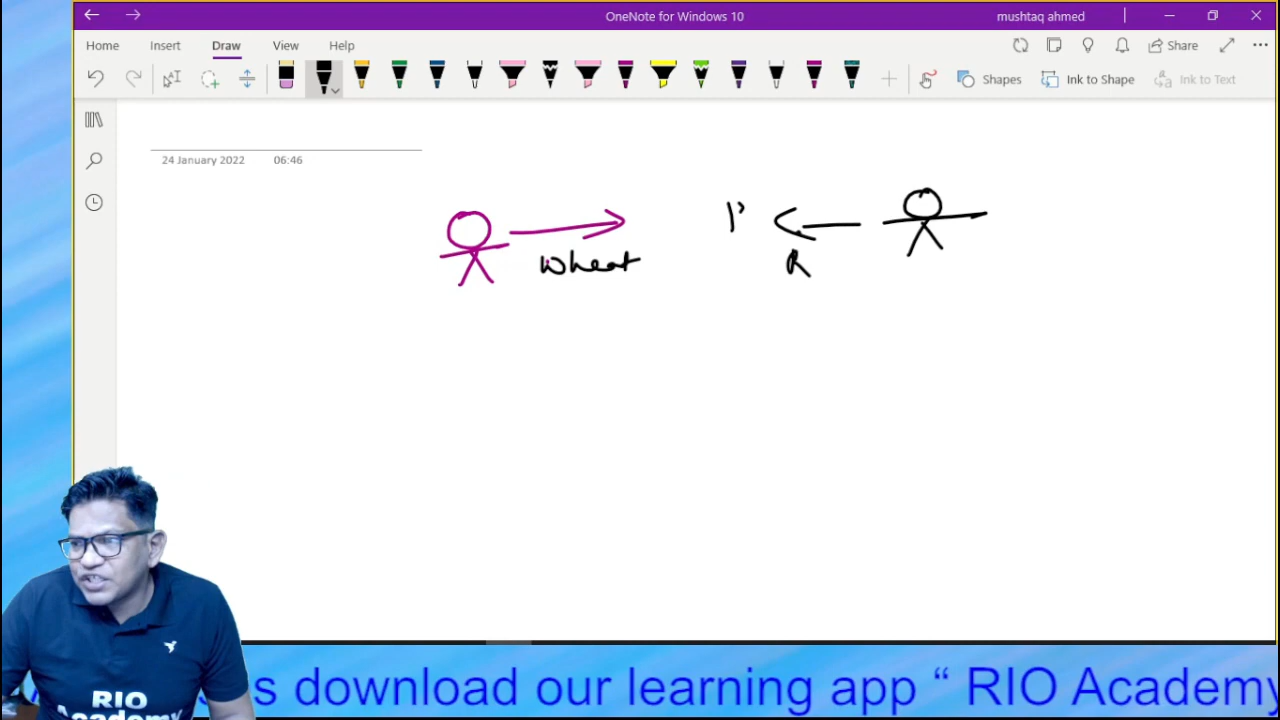 OneNote for Windows 10
mushtaq ahmed
Home Insert Draw View Help
Share
Shapes
Ink to Shape
Ink to Text
24 January 2022 06:46
Wheat
R
RIO
Academy
s download our learning app “ RIO Academy